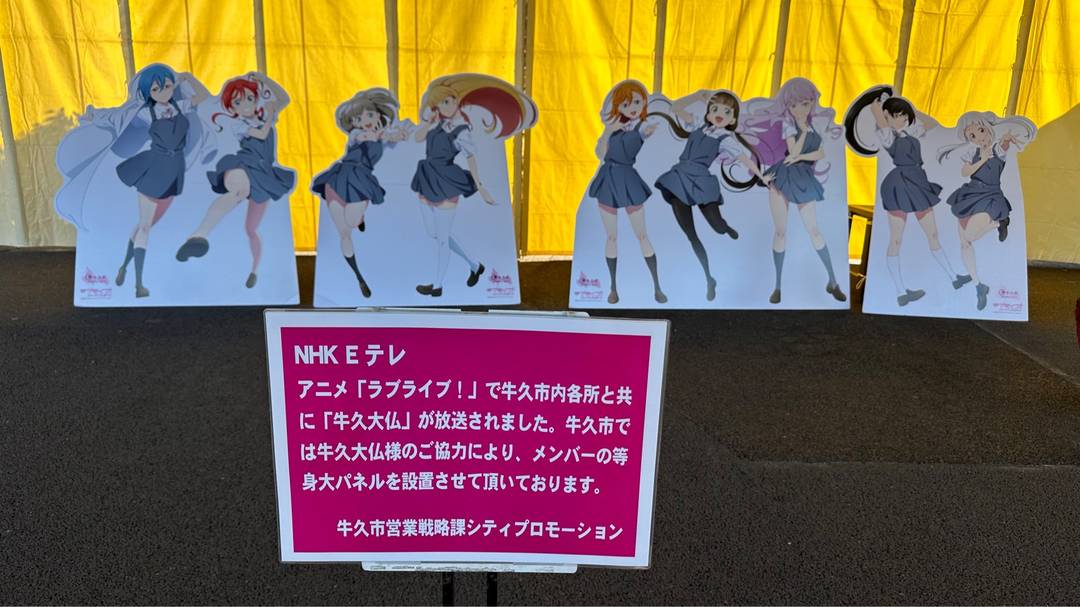 NHK E テレ
アニメ「ラブライブ！」で牛久市内各所と共
に「牛久大仏」が放送されました。牛久市で
は牛久大仏様のご協力により、メンバーの等
身大パネルを設置させて頂いております。
牛久市営業戦略課シティプロモーション